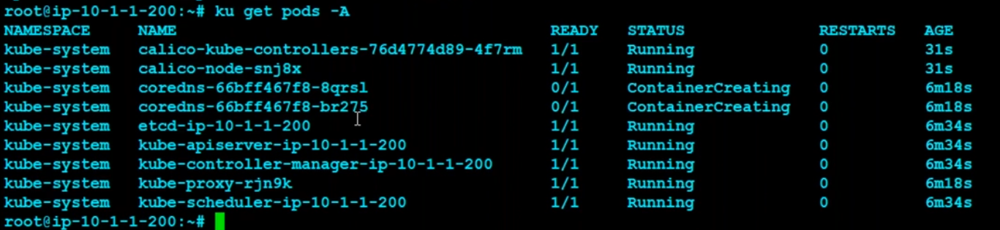 root@ip-10-1-1-200:~# ku get pods -A
NAMESPACE NAME READY STATUS RESTARTS AGE
kube-system calico-kube-controllers-76d4774d89-4f7rm 1/1 Running 0 31s
kube-system calico-node-snj8x 1/1 Running 0 31s
kube-system coredns-66bff467f8-8qrsl 0/1 ContainerCreating 0 6m18s
kube-system coredns-66bff467f8-br275 0/1 ContainerCreating 0 6m18s
kube-system etcd-ip-10-1-1-200 1/1 Running 0 6m34s
kube-system kube-apiserver-ip-10-1-1-200 1/1 Running 0 6m34s
kube-system kube-controller-manager-ip-10-1-1-200 1/1 Running 0 6m34s
kube-system kube-proxy-rjn9k 1/1 Running 0 6m18s
kube-system kube-scheduler-ip-10-1-1-200 1/1 Running 0 6m34s
root@ip-10-1-1-200:~#